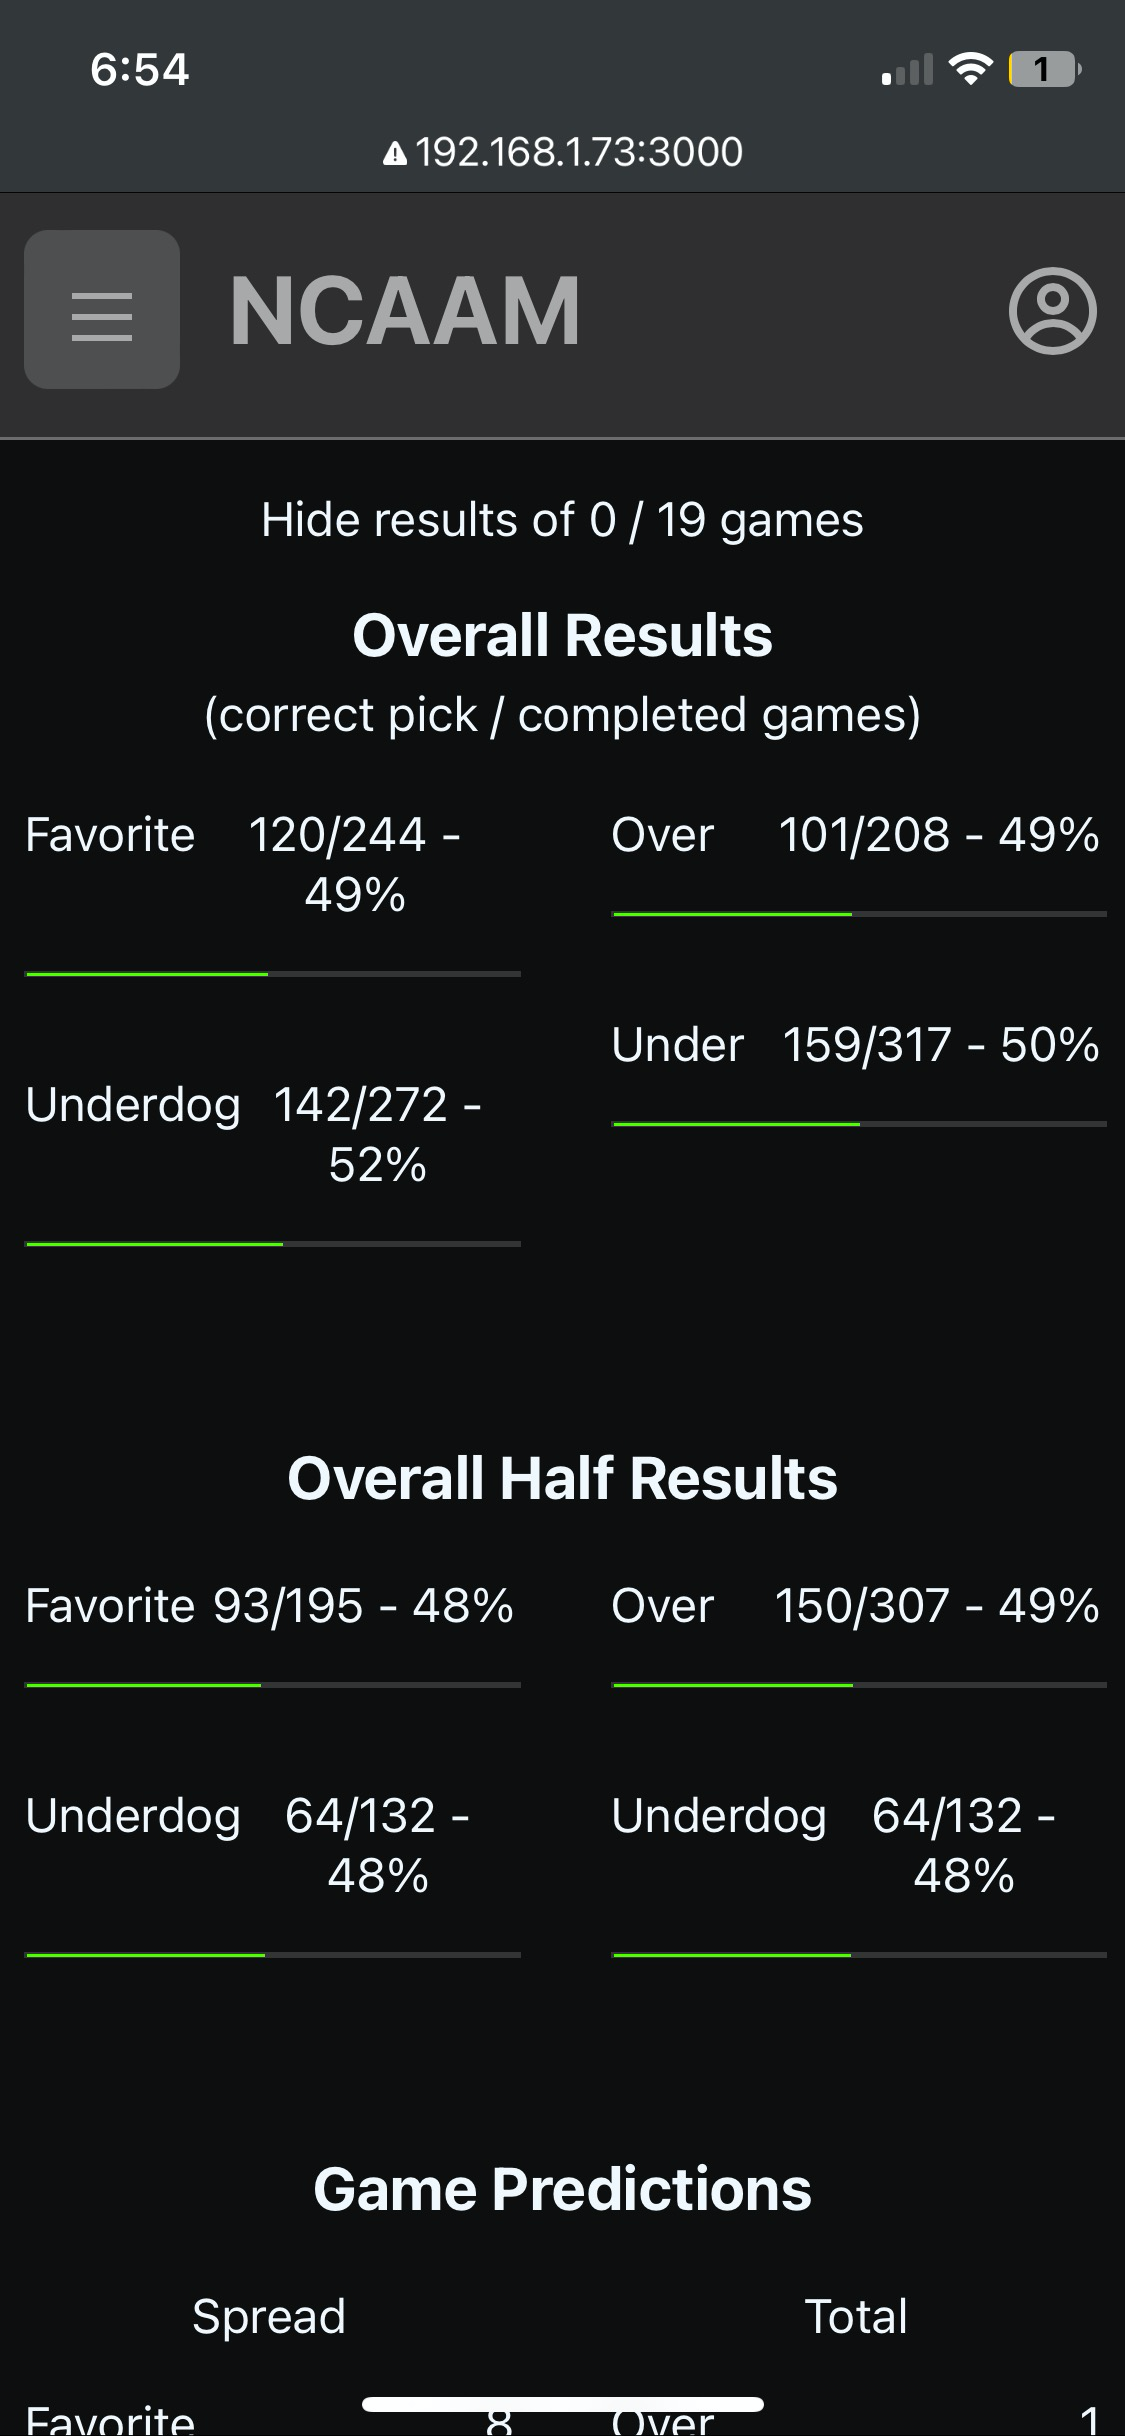 6:54
1
192.168.1.73:3000
NCAAM
Hide results of 0 / 19 games
Overall Results
(correct pick / completed games)
Favorite 120/244 -
49%
Over 101/208 - 49%
Underdog 142/272 -
52%
Under 159/317 - 50%
Overall Half Results
Favorite 93/195 - 48%
Over 150/307 - 49%
Underdog 64/132 -
48%
Underdog 64/132 -
48%
Game Predictions
Spread
Total
Favorite 8
Over 1